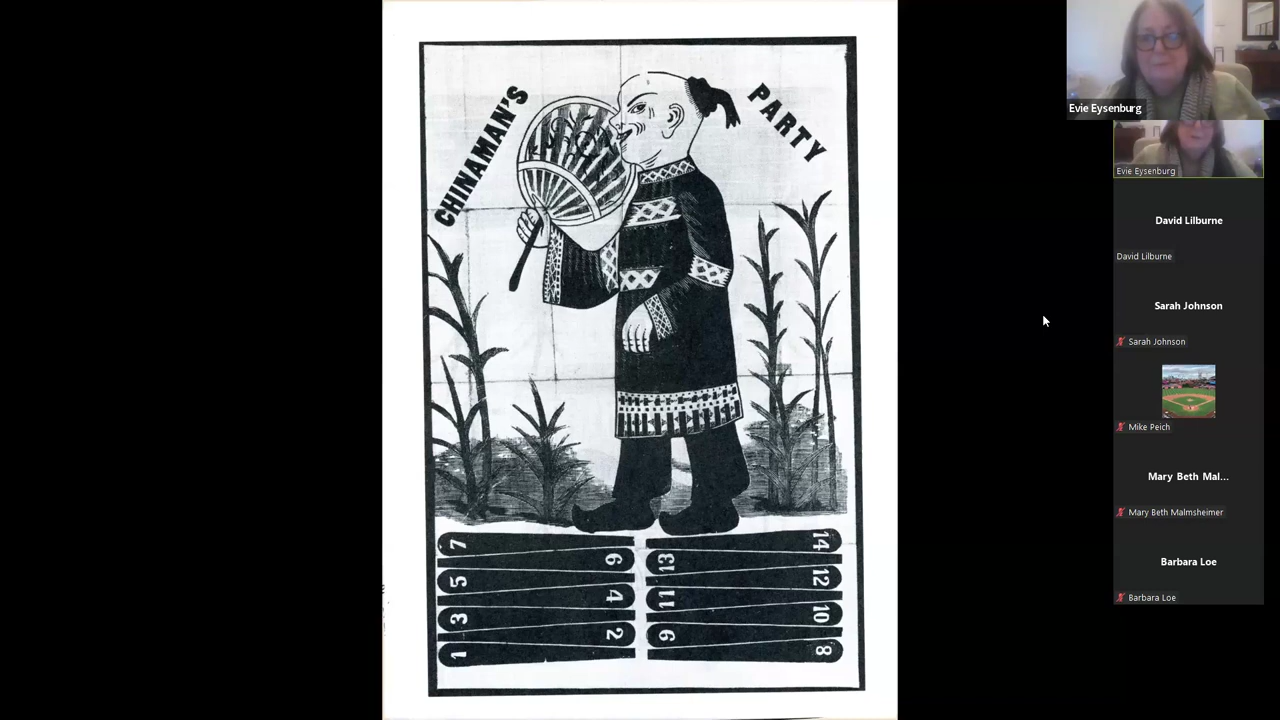 CHINAMAN'S
PARTY
7
14
6
13
5
12
4
11
3
10
2
9
1
8
Evie Eysenburg
Evie Eysenburg
David Lilburne
David Lilburne
Sarah Johnson
Sarah Johnson
Mike Peich
Mary Beth Mal...
Mary Beth Malmsheimer
Barbara Loe
Barbara Loe